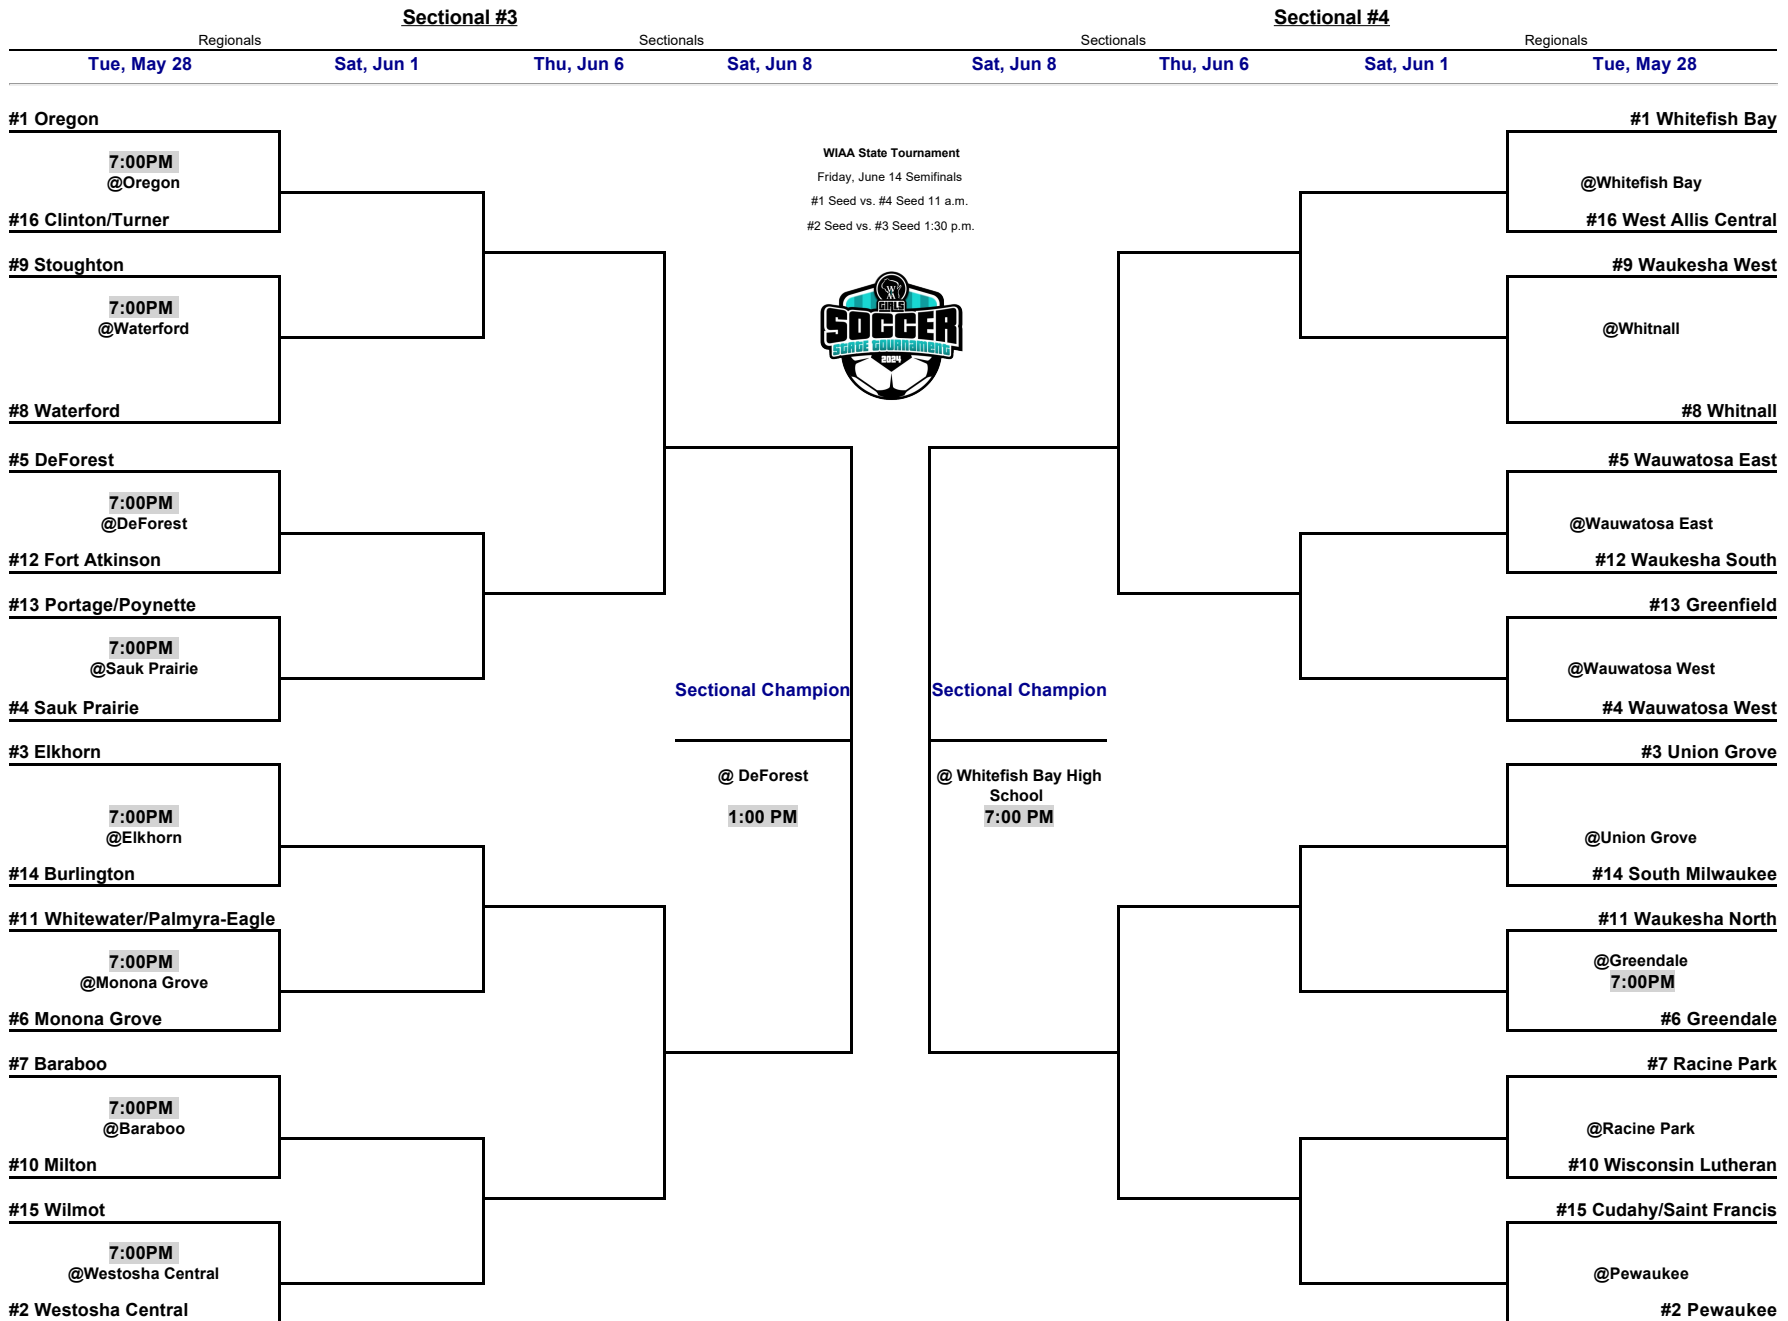 Sectional #3
Sectional #4
Regionals
Sectionals
Sectionals
Regionals
Tue, May 28
Sat, Jun 1
Thu, Jun 6
Sat, Jun 8
Sat, Jun 8
Thu, Jun 6
Sat, Jun 1
Tue, May 28
#1 Oregon
7:00PM
@Oregon
#16 Clinton/Turner
#9 Stoughton
7:00PM
@Waterford
#8 Waterford
#5 DeForest
7:00PM
@DeForest
#12 Fort Atkinson
#13 Portage/Poynette
7:00PM
@Sauk Prairie
#4 Sauk Prairie
#3 Elkhorn
7:00PM
@Elkhorn
#14 Burlington
#11 Whitewater/Palmyra-Eagle
7:00PM
@Monona Grove
#6 Monona Grove
#7 Baraboo
7:00PM
@Baraboo
#10 Milton
#15 Wilmot
7:00PM
@Westosha Central
#2 Westosha Central
WIAA State Tournament
Friday, June 14 Semifinals
#1 Seed vs. #4 Seed 11 a.m.
#2 Seed vs. #3 Seed 1:30 p.m.
GIRLS
SOCCER
STATE TOURNAMENT
2024
Sectional Champion
@ DeForest
1:00 PM
Sectional Champion
@ Whitefish Bay High
School
7:00 PM
#1 Whitefish Bay
@Whitefish Bay
#16 West Allis Central
#9 Waukesha West
@Whitnall
#8 Whitnall
#5 Wauwatosa East
@Wauwatosa East
#12 Waukesha South
#13 Greenfield
@Wauwatosa West
#4 Wauwatosa West
#3 Union Grove
@Union Grove
#14 South Milwaukee
#11 Waukesha North
@Greendale
7:00PM
#6 Greendale
#7 Racine Park
@Racine Park
#10 Wisconsin Lutheran
#15 Cudahy/Saint Francis
@Pewaukee
#2 Pewaukee